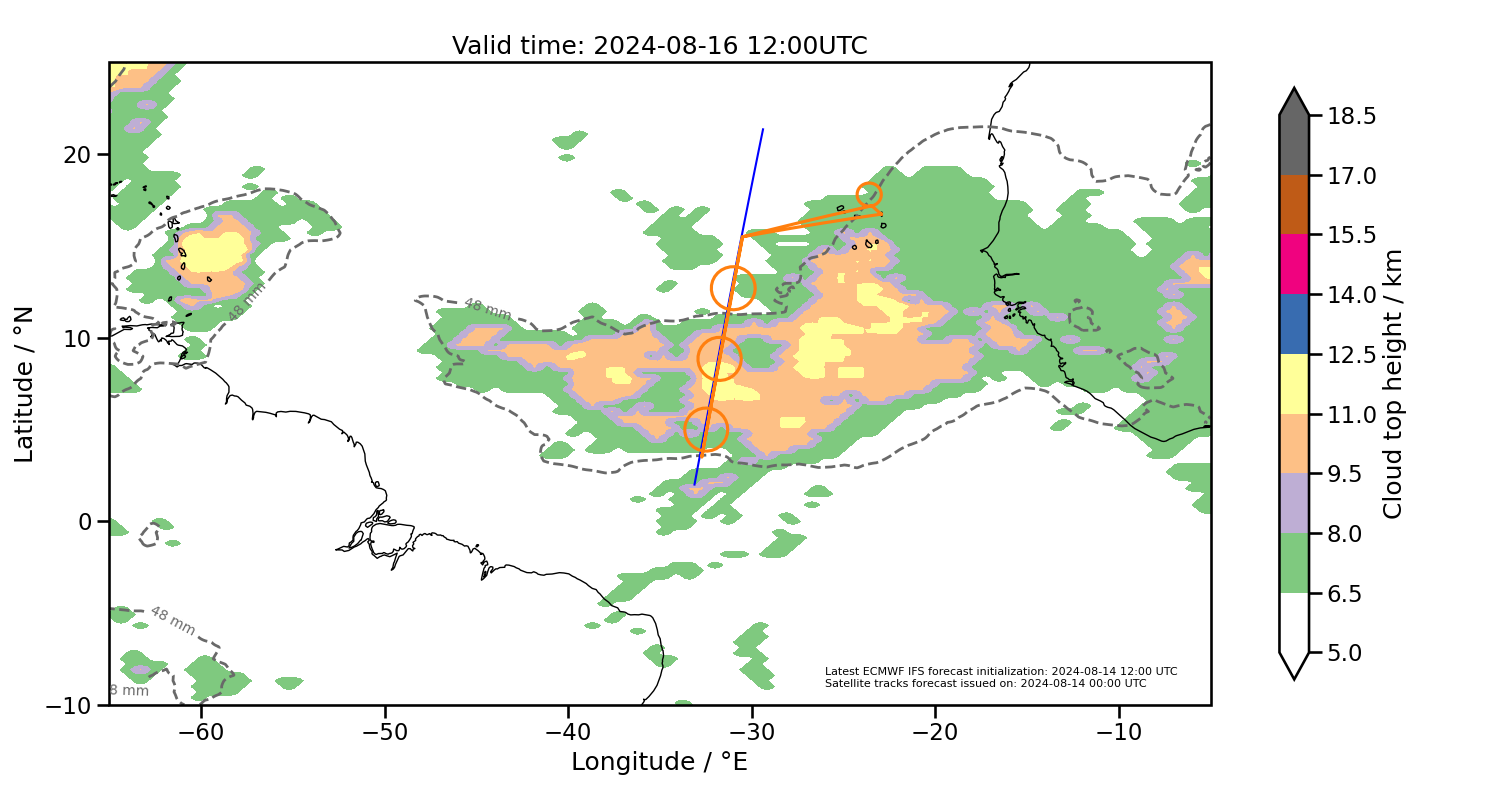 Valid time: 2024-08-16 12:00UTC
20
10
0
−10
Latitude / °N
−60
−50
−40
−30
−20
−10
Longitude / °E
48 mm
48 mm
48 mm
8 mm
Latest ECMWF IFS forecast initialization: 2024-08-14 12:00 UTC
Satellite tracks forecast issued on: 2024-08-14 00:00 UTC
18.5
17.0
15.5
14.0
12.5
11.0
9.5
8.0
6.5
5.0
Cloud top height / km